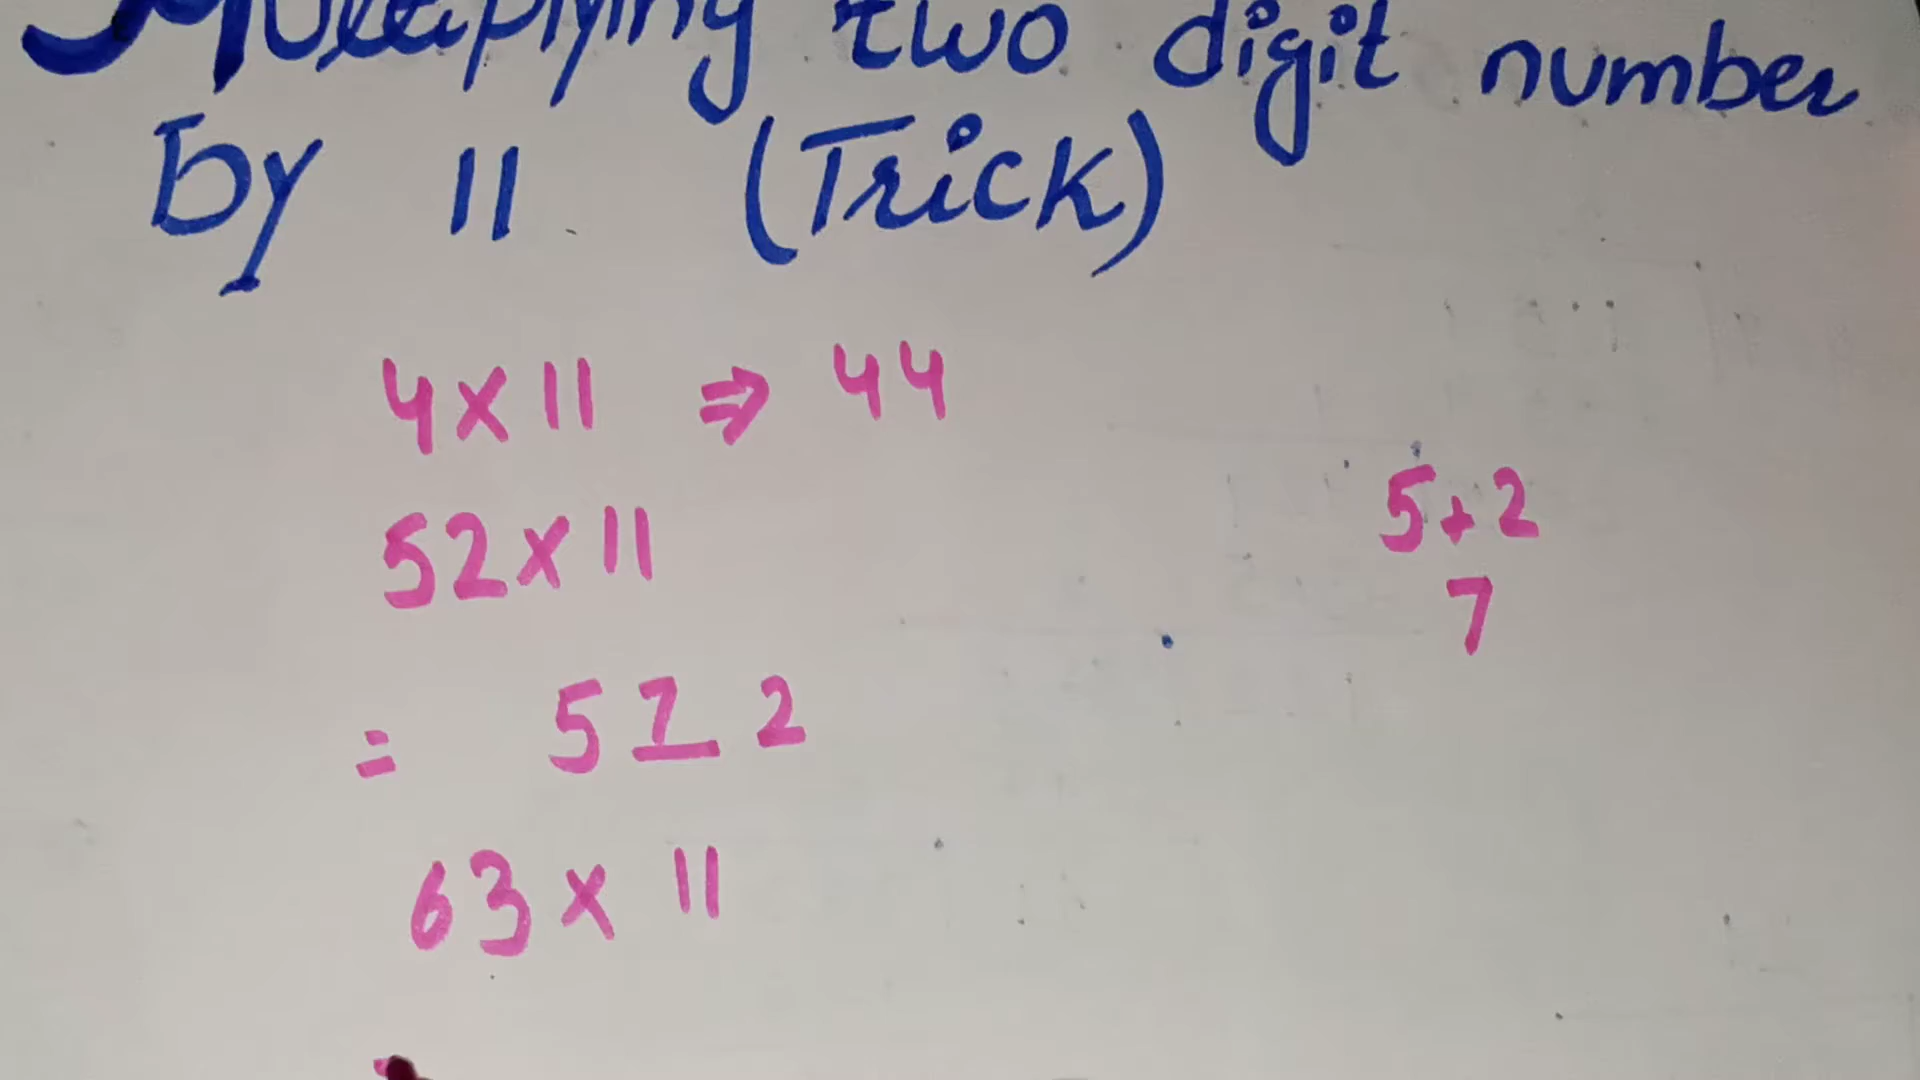 Multiplying two digit number
by 11 (Trick)
4 x 11 ⇒ 44
52 x 11
5 + 2
7
= 5 7 2
63 x 11